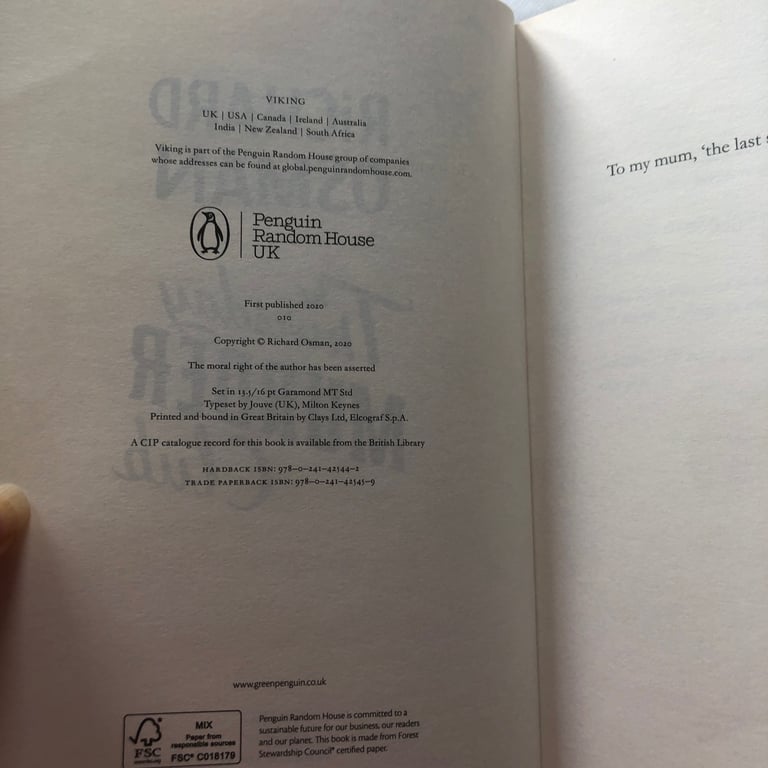 VIKING
UK | USA | Canada | Ireland | Australia
India | New Zealand | South Africa
Viking is part of the Penguin Random House group of companies
whose addresses can be found at global.penguinrandomhouse.com.
Penguin
Random House
UK
First published 2020
010
Copyright © Richard Osman, 2020
The moral right of the author has been asserted
Set in 13.5/16 pt Garamond MT Std
Typeset by Jouve (UK), Milton Keynes
Printed and bound in Great Britain by Clays Ltd, Elcograf S.p.A.
A CIP catalogue record for this book is available from the British Library
HARDBACK ISBN: 978–0–241–42544–2
TRADE PAPERBACK ISBN: 978–0–241–42545–9
www.greenpenguin.co.uk
FSC
MIX
Paper from
responsible sources
FSC® C018179
Penguin Random House is committed to a
sustainable future for our business, our readers
and our planet. This book is made from Forest
Stewardship Council® certified paper.
To my mum, ‘the last